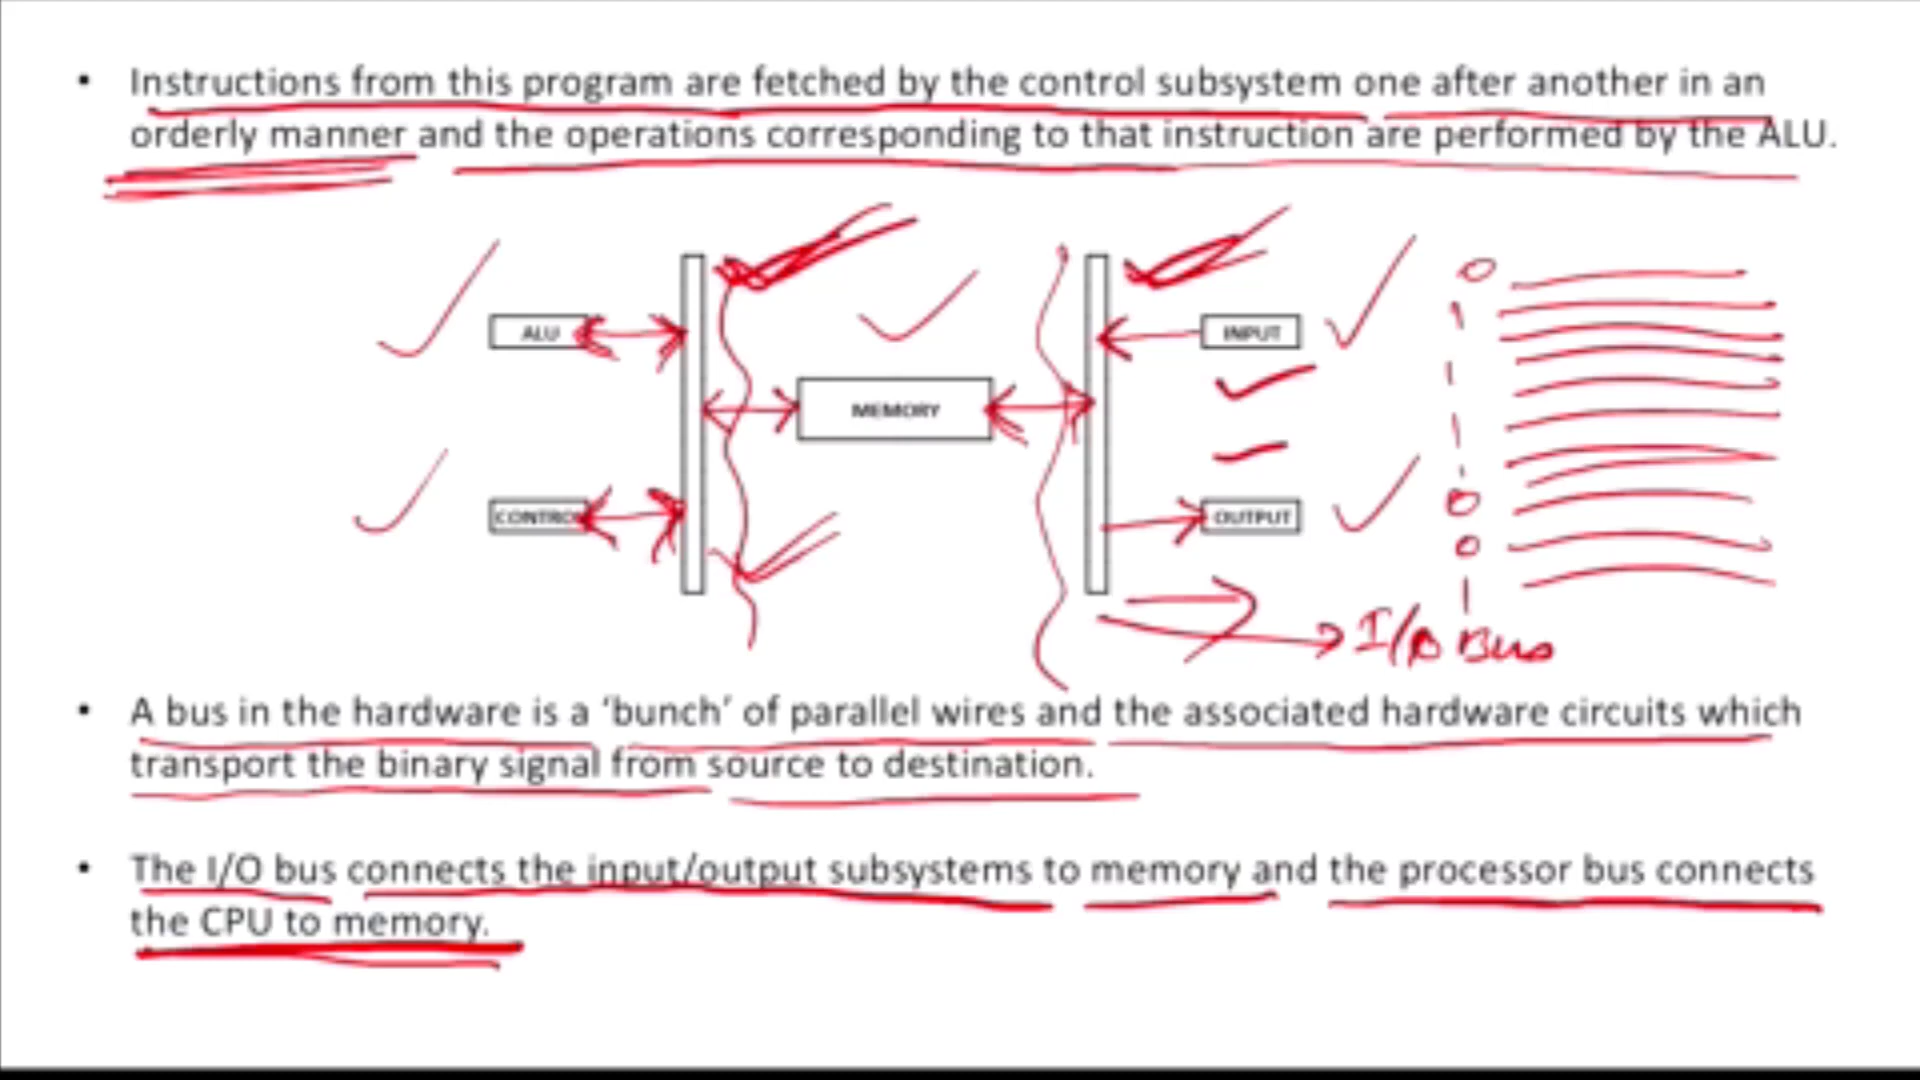 • Instructions from this program are fetched by the control subsystem one after another in an
orderly manner and the operations corresponding to that instruction are performed by the ALU.
ALU
INPUT
MEMORY
CONTRO
OUTPUT
I/O Bus
• A bus in the hardware is a ‘bunch’ of parallel wires and the associated hardware circuits which
transport the binary signal from source to destination.
• The I/O bus connects the input/output subsystems to memory and the processor bus connects
the CPU to memory.